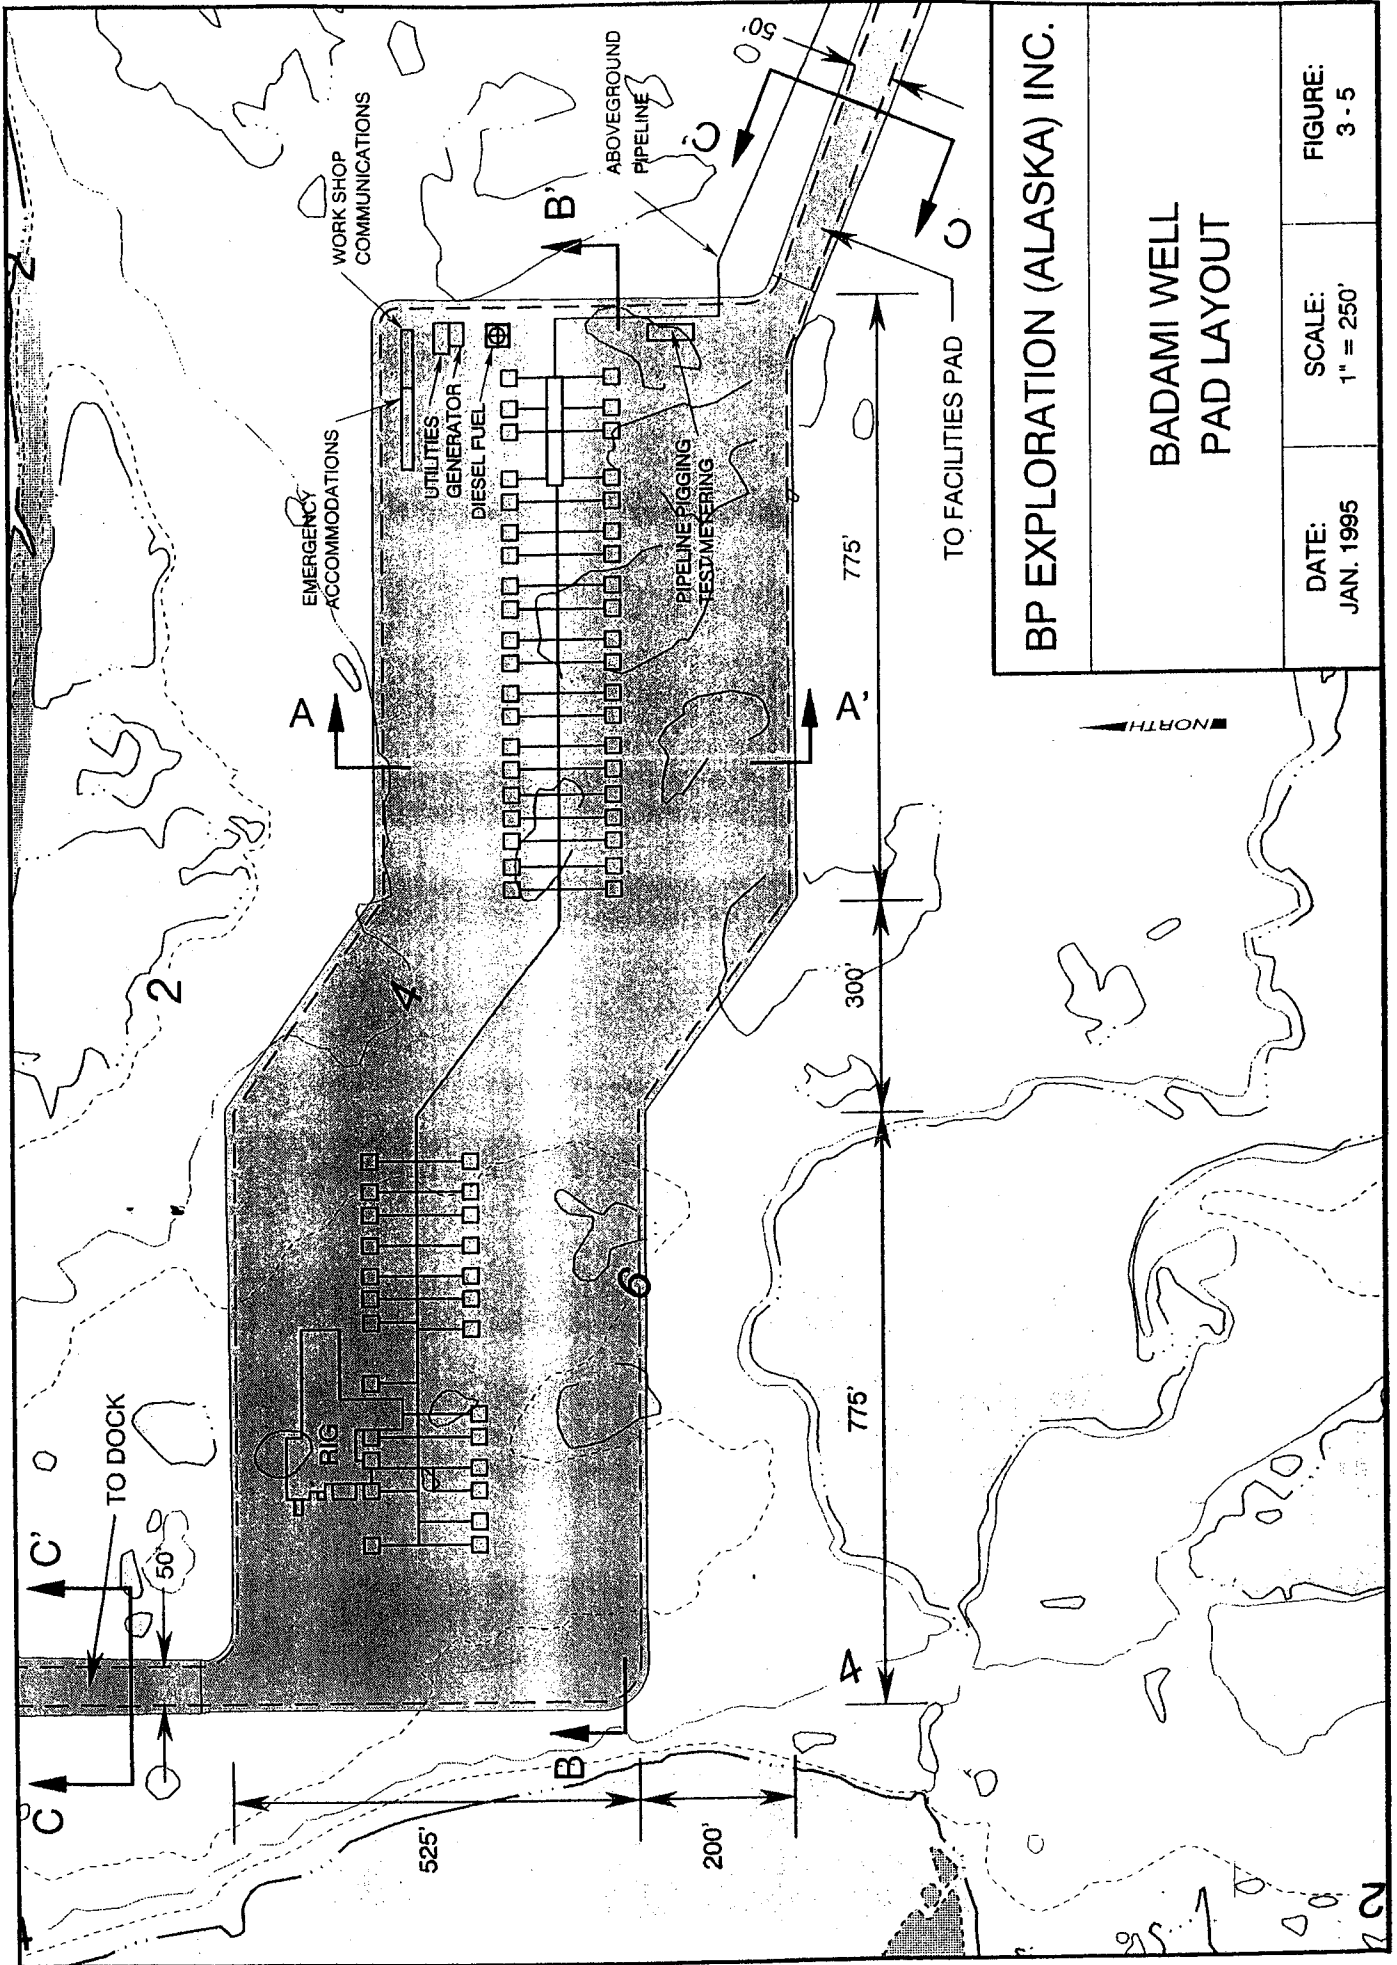 TO DOCK
C
C'
50'
RIG
2
2
4
6
4
2
EMERGENCY
ACCOMMODATIONS
WORK SHOP
COMMUNICATIONS
UTILITIES
GENERATOR
DIESEL FUEL
PIPELINE PIGGING
TEST/METERING
ABOVEGROUND
PIPELINE
50'
C'
C
A
A'
B
B'
525'
200'
775'
300'
775'
TO FACILITIES PAD
NORTH
BP EXPLORATION (ALASKA) INC.
BADAMI WELL
PAD LAYOUT
DATE:
JAN. 1995
SCALE:
1" = 250'
FIGURE:
3 - 5